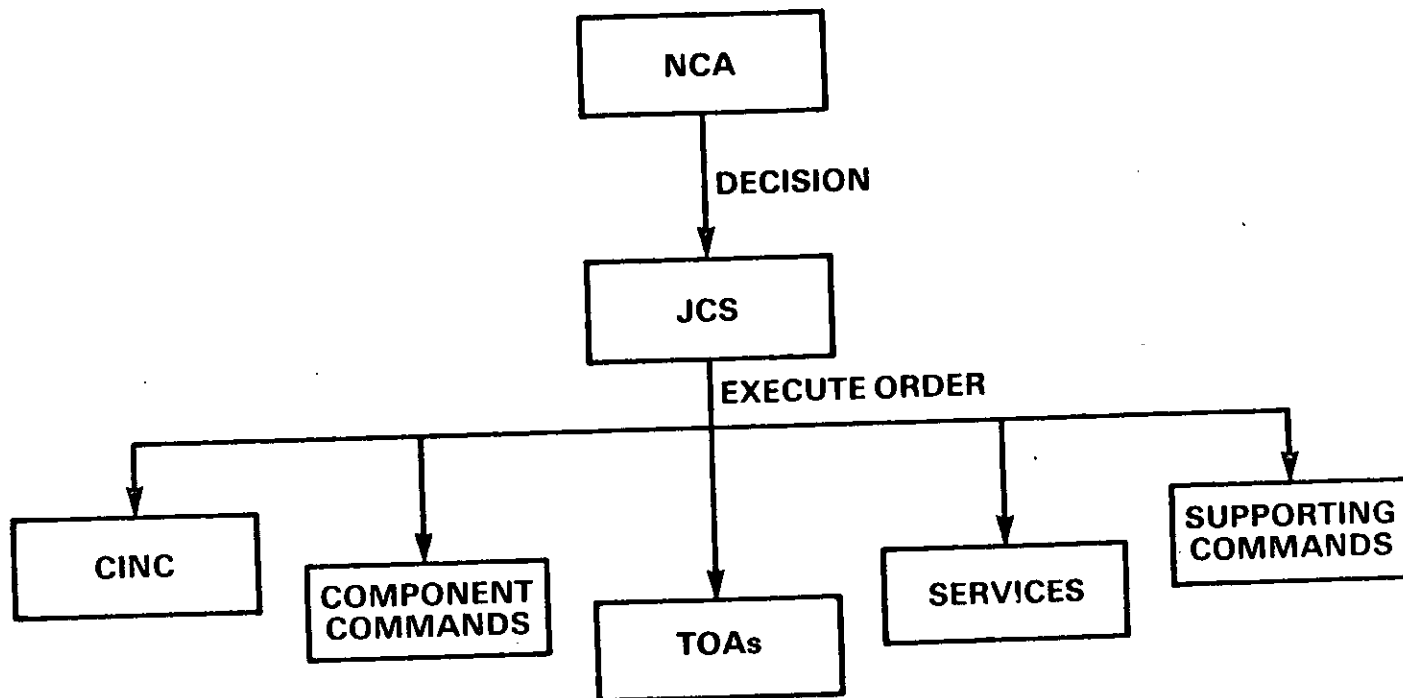 NCA
DECISION
JCS
EXECUTE ORDER
CINC
COMPONENT
COMMANDS
TOAs
SERVICES
SUPPORTING
COMMANDS